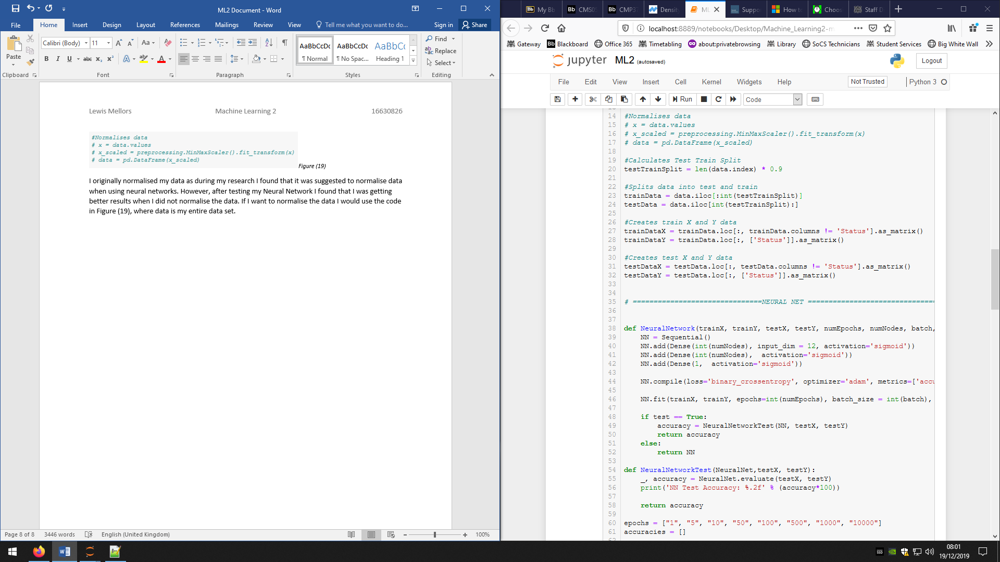 ML2 Document - Word
File Home Insert Design Layout References Mailings Review View Tell me what you want to do... Sign in Share
Paste
Clipboard
Calibri (Body) 11
Font
Paragraph
AaBbCcDc AaBbCcDc AaBbCc
¶ Normal ¶ No Spac... Heading 1
Styles
Find
Replace
Select
Editing
Lewis Mellors Machine Learning 2 16630826
#Normalises data
# x = data.values
# x_scaled = preprocessing.MinMaxScaler().fit_transform(x)
# data = pd.DataFrame(x_scaled)
Figure (19)
I originally normalised my data as during my research I found that it was suggested to normalise data
when using neural networks. However, after testing my Neural Network I found that I was getting
better results when I did not normalise the data. If I want to normalise the data I would use the code
in Figure (19), where data is my entire data set.
Page 8 of 8 3446 words English (United Kingdom) 100%
My Bb CMS0 CMP3 Density ML Suppo How to Choos Staff D
localhost:8889/notebooks/Desktop/Machine_Learning2-m
Gateway Blackboard Office 365 Timetabling about:privatebrowsing Library SoCS Technicians Student Services Big White Wall
jupyter ML2 (autosaved) Logout
File Edit View Insert Cell Kernel Widgets Help Not Trusted Python 3
Run Code
14 #Normalises data
15 # x = data.values
16 # x_scaled = preprocessing.MinMaxScaler().fit_transform(x)
17 # data = pd.DataFrame(x_scaled)
18
19 #Calculates Test Train Split
20 testTrainSplit = len(data.index) * 0.9
21
22 #Splits data into test and train
23 trainData = data.iloc[:int(testTrainSplit)]
24 testData = data.iloc[int(testTrainSplit):]
25
26 #Creates train X and Y data
27 trainDataX = trainData.loc[:, trainData.columns != 'Status'].as_matrix()
28 trainDataY = trainData.loc[:, ['Status']].as_matrix()
29
30 #Creates test X and Y data
31 testDataX = testData.loc[:, testData.columns != 'Status'].as_matrix()
32 testDataY = testData.loc[:, ['Status']].as_matrix()
33
34
35 # ===============================NEURAL NET ===============================
36
37
38 def NeuralNetwork(trainX, trainY, testX, testY, numEpochs, numNodes, batch,
39 NN = Sequential()
40 NN.add(Dense(int(numNodes), input_dim = 12, activation='sigmoid'))
41 NN.add(Dense(int(numNodes), activation='sigmoid'))
42 NN.add(Dense(1, activation='sigmoid'))
43
44 NN.compile(loss='binary_crossentropy', optimizer='adam', metrics=['accu
45
46 NN.fit(trainX, trainY, epochs=int(numEpochs), batch_size = int(batch),
47
48 if test == True:
49 accuracy = NeuralNetworkTest(NN, testX, testY)
50 return accuracy
51 else:
52 return NN
53
54 def NeuralNetworkTest(NeuralNet,testX, testY):
55 _, accuracy = NeuralNet.evaluate(testX, testY)
56 print('NN Test Accuracy: %.2f' % (accuracy*100))
57
58 return accuracy
59
60 epochs = ["1", "5", "10", "50", "100", "500", "1000", "10000"]
61 accuracies = []
08:01
19/12/2019